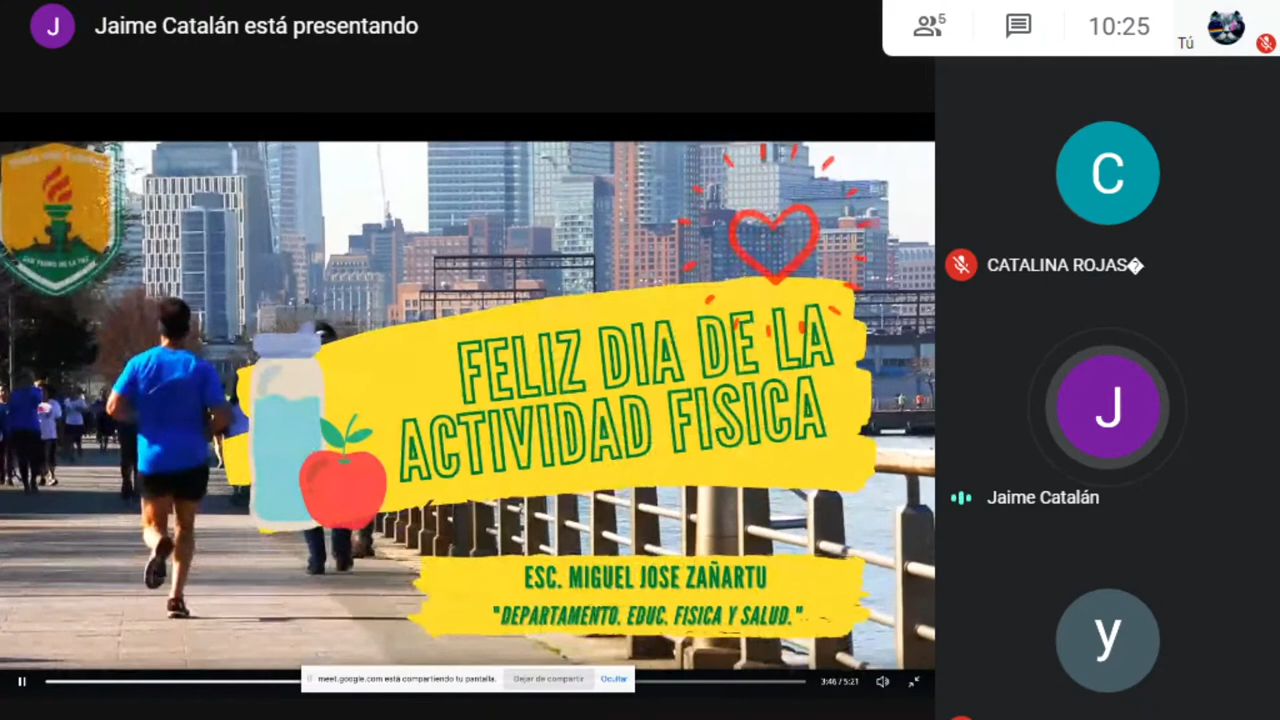 J
Jaime Catalán está presentando
5
10:25
Tú
C
CATALINA ROJAS�
FELIZ DIA DE LA
ACTIVIDAD FISICA
J
Jaime Catalán
ESC. MIGUEL JOSE ZAÑARTU
"DEPARTAMENTO. EDUC. FISICA Y SALUD."
y
meet.google.com está compartiendo tu pantalla.
Dejar de compartir
Ocultar
3:46 / 5:21